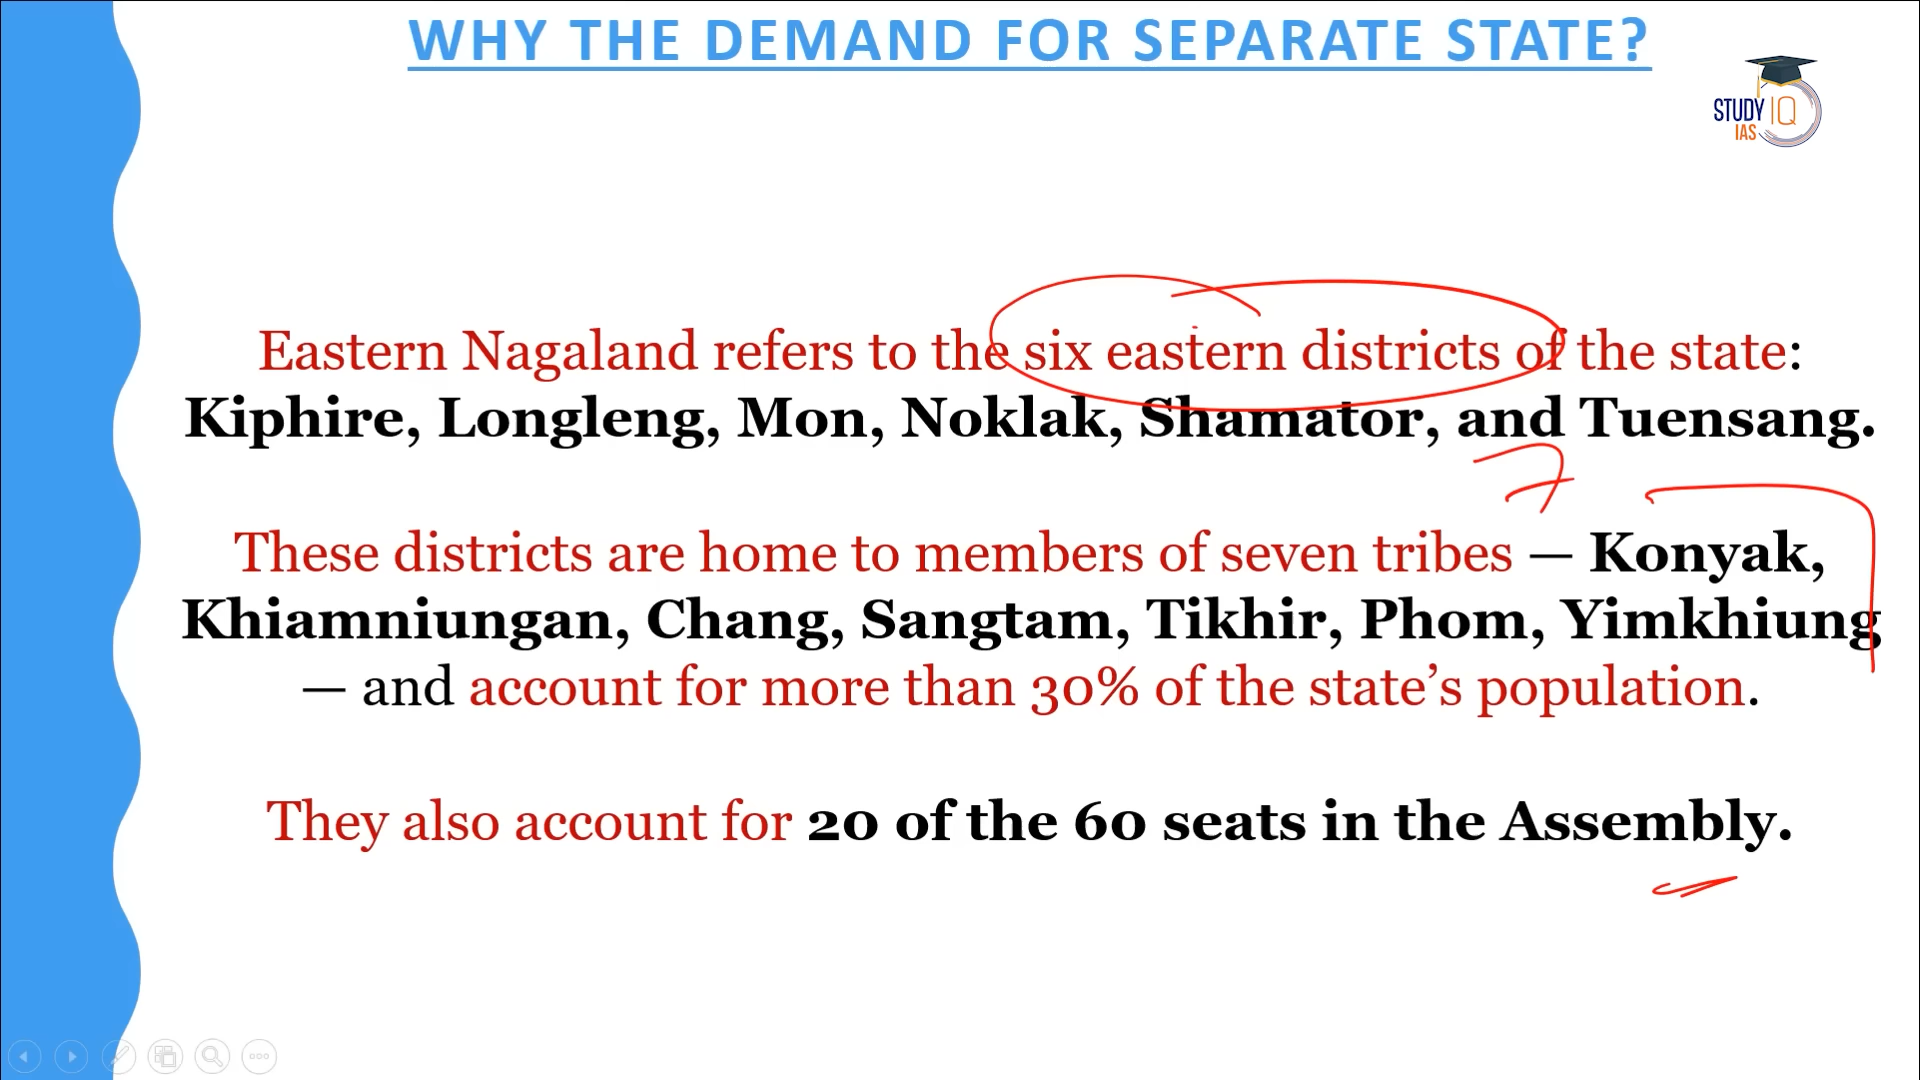 WHY THE DEMAND FOR SEPARATE STATE?
STUDY IQ
IAS
Eastern Nagaland refers to the six eastern districts of the state:
Kiphire, Longleng, Mon, Noklak, Shamator, and Tuensang.
7
These districts are home to members of seven tribes — Konyak,
Khiamniungan, Chang, Sangtam, Tikhir, Phom, Yimkhiung
— and account for more than 30% of the state’s population.
They also account for 20 of the 60 seats in the Assembly.